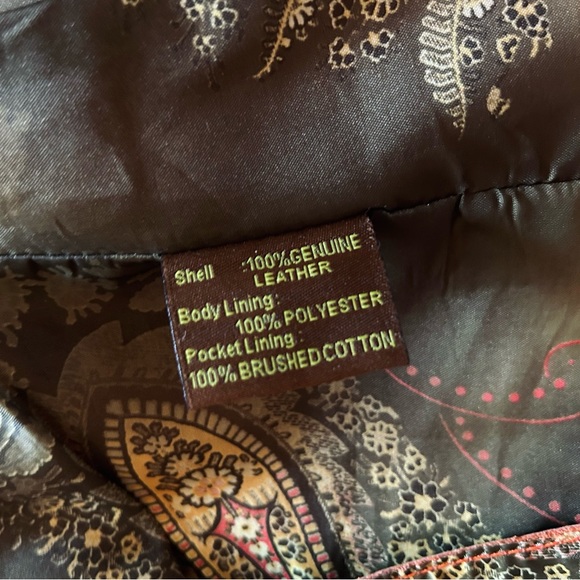 Shell :100%GENUINE
LEATHER
Body Lining:
100% POLYESTER
Pocket Lining:
100% BRUSHED COTTON